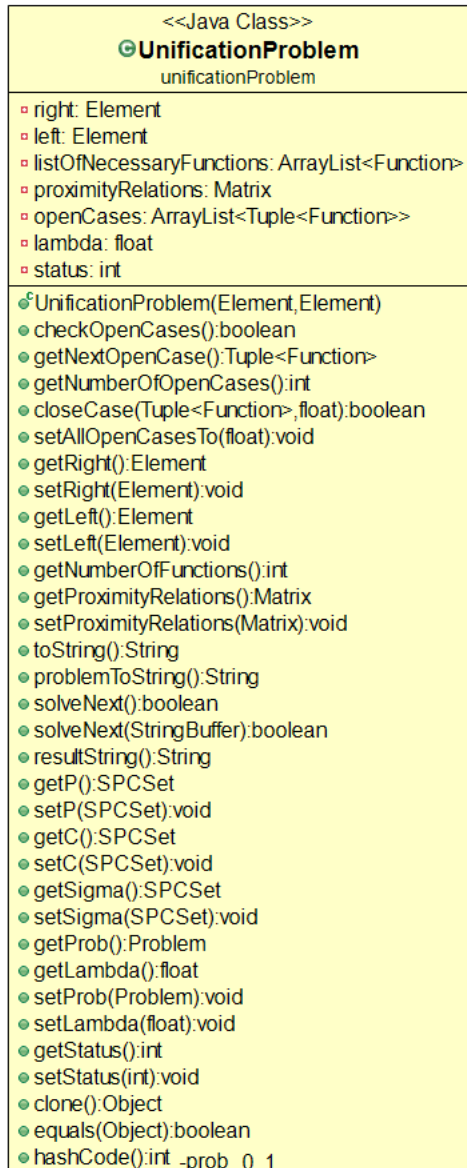 <<Java Class>>
UnificationProblem
unificationProblem
right: Element
left: Element
listOfNecessaryFunctions: ArrayList<Function>
proximityRelations: Matrix
openCases: ArrayList<Tuple<Function>>
lambda: float
status: int
UnificationProblem(Element,Element)
checkOpenCases():boolean
getNextOpenCase():Tuple<Function>
getNumberOfOpenCases():int
closeCase(Tuple<Function>,float):boolean
setAllOpenCasesTo(float):void
getRight():Element
setRight(Element):void
getLeft():Element
setLeft(Element):void
getNumberOfFunctions():int
getProximityRelations():Matrix
setProximityRelations(Matrix):void
toString():String
problemToString():String
solveNext():boolean
solveNext(StringBuffer):boolean
resultString():String
getP():SPCSet
setP(SPCSet):void
getC():SPCSet
setC(SPCSet):void
getSigma():SPCSet
setSigma(SPCSet):void
getProb():Problem
getLambda():float
setProb(Problem):void
setLambda(float):void
getStatus():int
setStatus(int):void
clone():Object
equals(Object):boolean
hashCode():int -prob 0..1